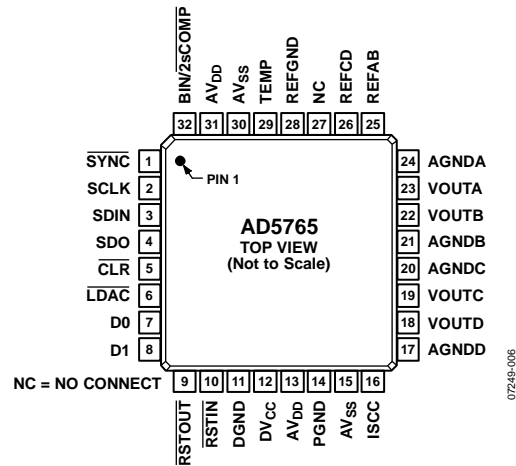 BIN/2sCOMP
AVDD
AVSS
TEMP
REFGND
NC
REFCD
REFAB
32 31 30 29 28 27 26 25
SYNC 1
SCLK 2
SDIN 3
SDO 4
CLR 5
LDAC 6
D0 7
D1 8
PIN 1
AD5765
TOP VIEW
(Not to Scale)
24 AGNDA
23 VOUTA
22 VOUTB
21 AGNDB
20 AGNDC
19 VOUTC
18 VOUTD
17 AGNDD
NC = NO CONNECT
9 10 11 12 13 14 15 16
RSTOUT
RSTIN
DGND
DVCC
AVDD
PGND
AVSS
ISCC
07249-006